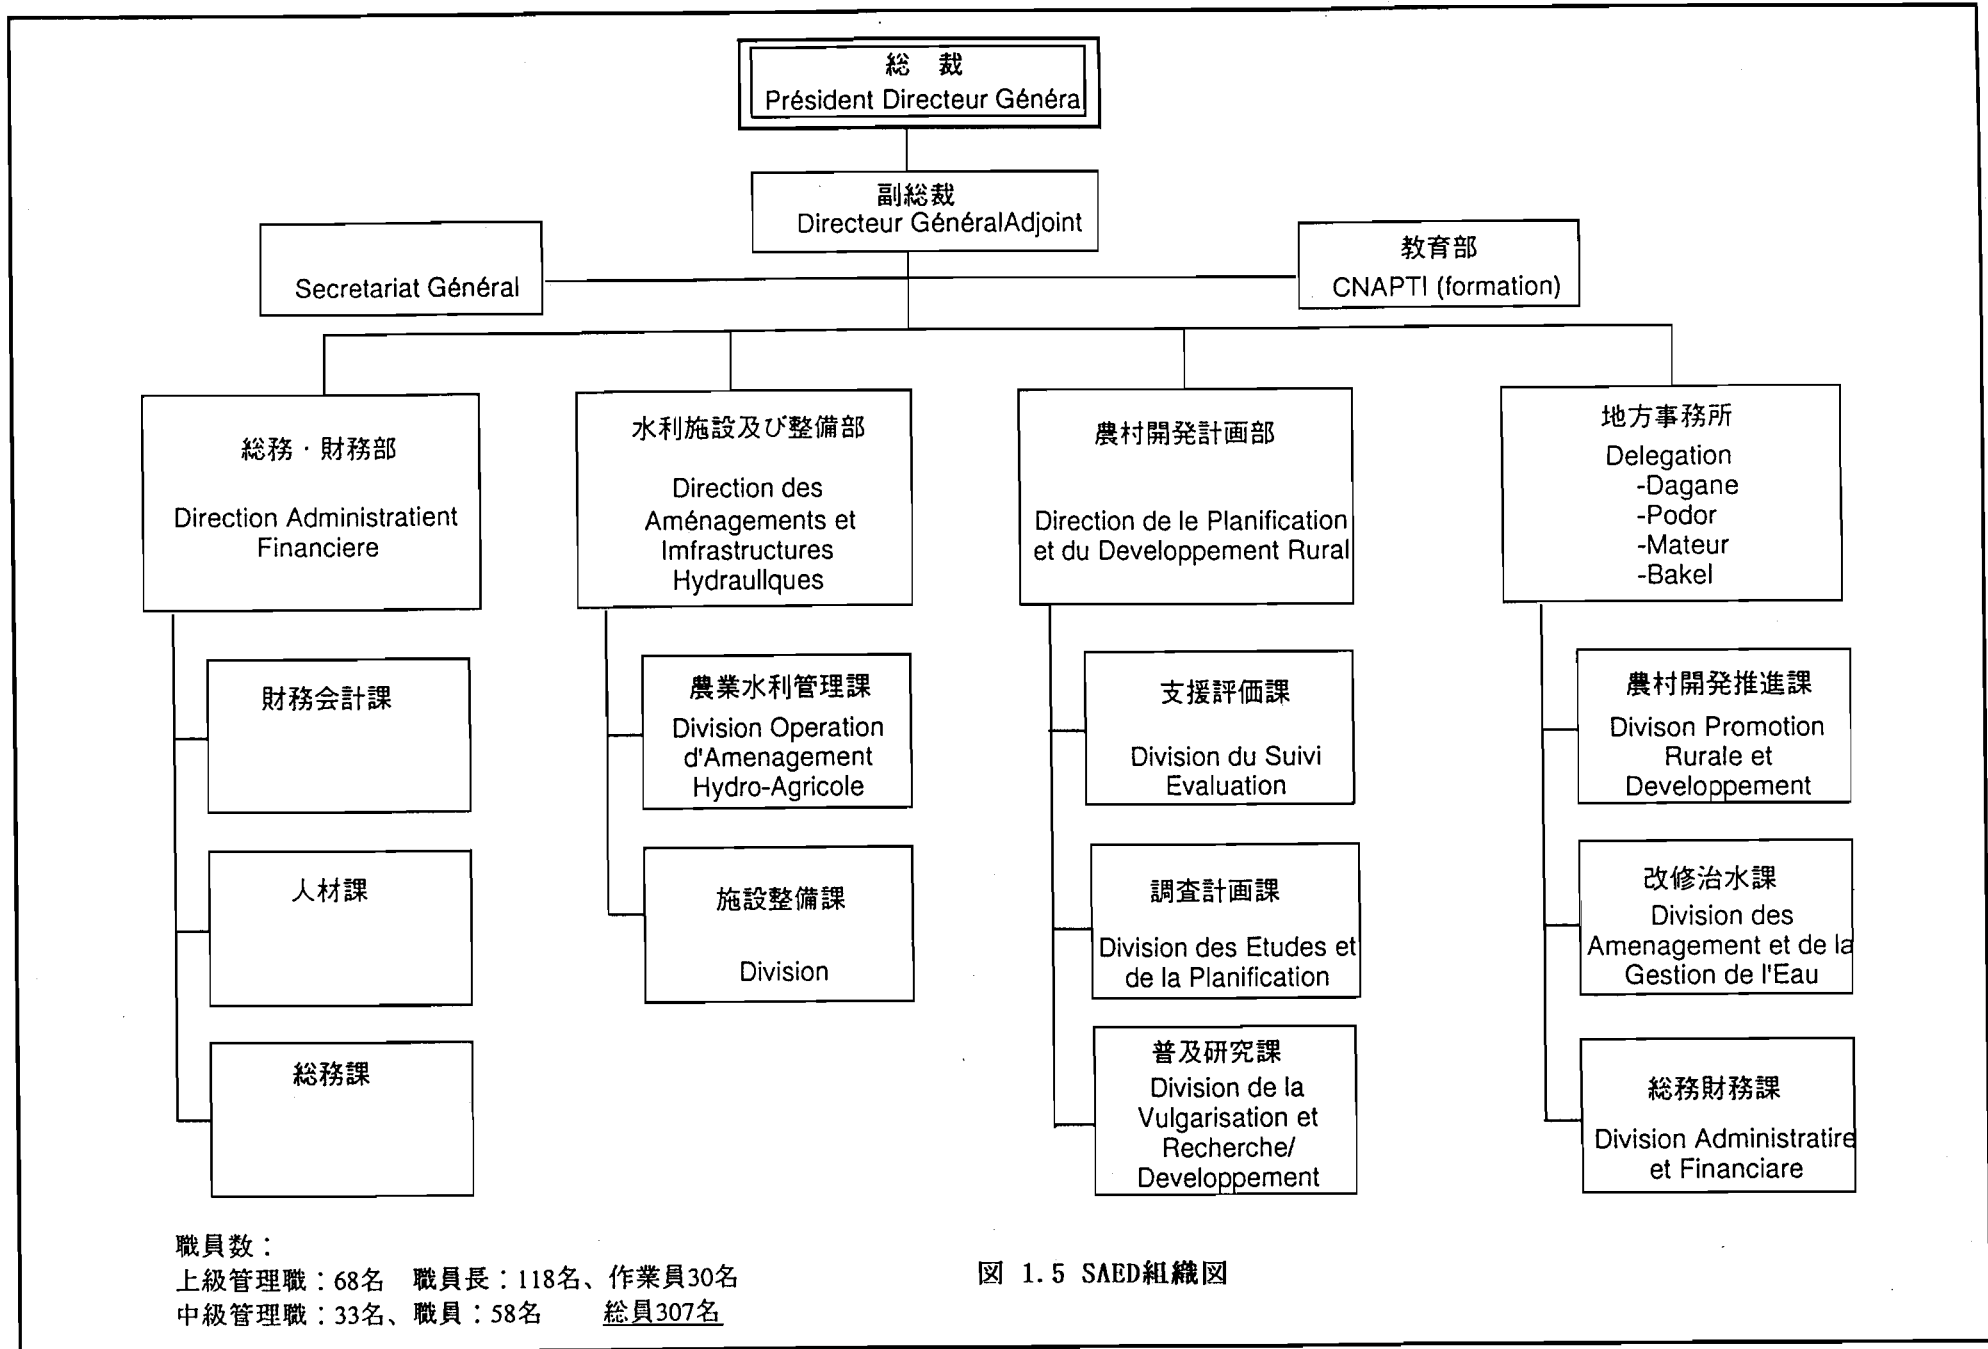 総 裁
Président Directeur Généra
副総裁
Directeur GénéralAdjoint
Secretariat Général
教育部
CNAPTI (formation)
総務・財務部
Direction Administratient
Financiere
水利施設及び整備部
Direction des
Aménagements et
Imfrastructures
Hydraullques
農村開発計画部
Direction de le Planification
et du Developpement Rural
地方事務所
Delegation
-Dagane
-Podor
-Mateur
-Bakel
財務会計課
人材課
総務課
農業水利管理課
Division Operation
d'Amenagement
Hydro-Agricole
施設整備課
Division
支援評価課
Division du Suivi
Evaluation
調査計画課
Division des Etudes et
de la Planification
普及研究課
Division de la
Vulgarisation et
Recherche/
Developpement
農村開発推進課
Divison Promotion
Rurale et
Developpement
改修治水課
Division des
Amenagement et de la
Gestion de l'Eau
総務財務課
Division Administratire
et Financiare
職員数：
上級管理職：68名 職員長：118名、作業員30名
中級管理職：33名、職員：58名 総員307名
図 1.5 SAED組織図